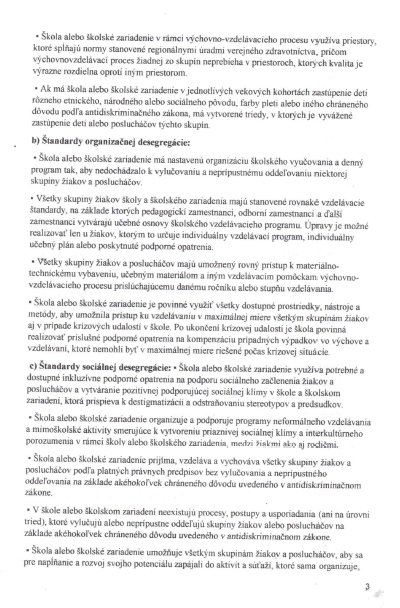 • Škola alebo školské zariadenie v rámci výchovno-vzdelávacieho procesu využíva priestory,
ktoré spĺňajú normy stanovené regionálnymi úradmi verejného zdravotníctva, pričom
výchovnovzdelávací proces žiadnej zo skupín neprebieha v priestoroch, ktorých kvalita je
výrazne rozdielna oproti iným priestorom.
• Ak má škola alebo školské zariadenie v jednotlivých vekových kohortách zastúpenie detí
rôzneho etnického, národného alebo sociálneho pôvodu, farby pleti alebo iného chráneného
dôvodu podľa antidiskriminačného zákona, má vytvorené triedy, v ktorých je vyvážené
zastúpenie detí alebo poslucháčov týchto skupín.
b) Štandardy organizačnej desegregácie:
• Škola alebo školské zariadenie má nastavenú organizáciu školského vyučovania a denný
program tak, aby nedochádzalo k vylučovaniu a neprípustnému oddeľovaniu niektorej
skupiny žiakov a poslucháčov.
• Všetky skupiny žiakov školy a školského zariadenia majú stanovené rovnaké vzdelávacie
štandardy, na základe ktorých pedagogickí zamestnanci, odborní zamestnanci a ďalší
zamestnanci vytvárajú učebné osnovy školského vzdelávacieho programu. Úpravy je možné
realizovať len u žiakov, ktorým to určuje individuálny vzdelávací program, individuálny
učebný plán alebo poskytnuté podporné opatrenia.
• Všetky skupiny žiakov a poslucháčov majú umožnený rovný prístup k materiálno-
technickému vybaveniu, učebným materiálom a iným vzdelávacím pomôckam výchovno-
vzdelávacieho procesu prislúchajúcemu danému ročníku alebo stupňu vzdelávania.
• Škola alebo školské zariadenie je povinné využiť všetky dostupné prostriedky, nástroje a
metódy, aby umožnila prístup ku vzdelávaniu v maximálnej miere všetkým skupinám žiakov
aj v prípade krízových udalostí v škole. Po ukončení krízovej udalosti je škola povinná
realizovať príslušné podporné opatrenia na kompenzáciu prípadných výpadkov vo výchove a
vzdelávaní, ktoré nemohli byť v maximálnej miere riešené počas krízovej situácie.
c) Štandardy sociálnej desegregácie: • Škola alebo školské zariadenie využíva potrebné a
dostupné inkluzívne podporné opatrenia na podporu sociálneho začlenenia žiakov a
poslucháčov a vytváranie pozitívnej podporujúcej sociálnej klímy v škole a školskom
zariadení, ktorá prispieva k destigmatizácii a odstraňovaniu stereotypov a predsudkov.
• Škola alebo školské zariadenie organizuje a podporuje programy neformálneho vzdelávania
a mimoškolské aktivity smerujúce k vytvoreniu priaznivej sociálnej klímy a interkultúrneho
porozumenia v rámci školy alebo školského zariadenia, medzi žiakmi ako aj rodičmi.
• Škola alebo školské zariadenie prijíma, vzdeláva a vychováva všetky skupiny žiakov a
poslucháčov podľa platných právnych predpisov bez vylučovania a neprípustného
oddeľovania na základe akéhokoľvek chráneného dôvodu uvedeného v antidiskriminačnom
zákone.
• V škole alebo školskom zariadení neexistujú procesy, postupy a usporiadania (ani na úrovni
tried), ktoré vylučujú alebo neprípustne oddeľujú skupiny žiakov alebo poslucháčov na
základe akéhokoľvek chráneného dôvodu uvedeného v antidiskriminačnom zákone.
• Škola alebo školské zariadenie umožňuje všetkým skupinám žiakov a poslucháčov, aby sa
pre napĺňanie a rozvoj svojho potenciálu zapájali do aktivít a súťaží, ktoré sama organizuje,
3